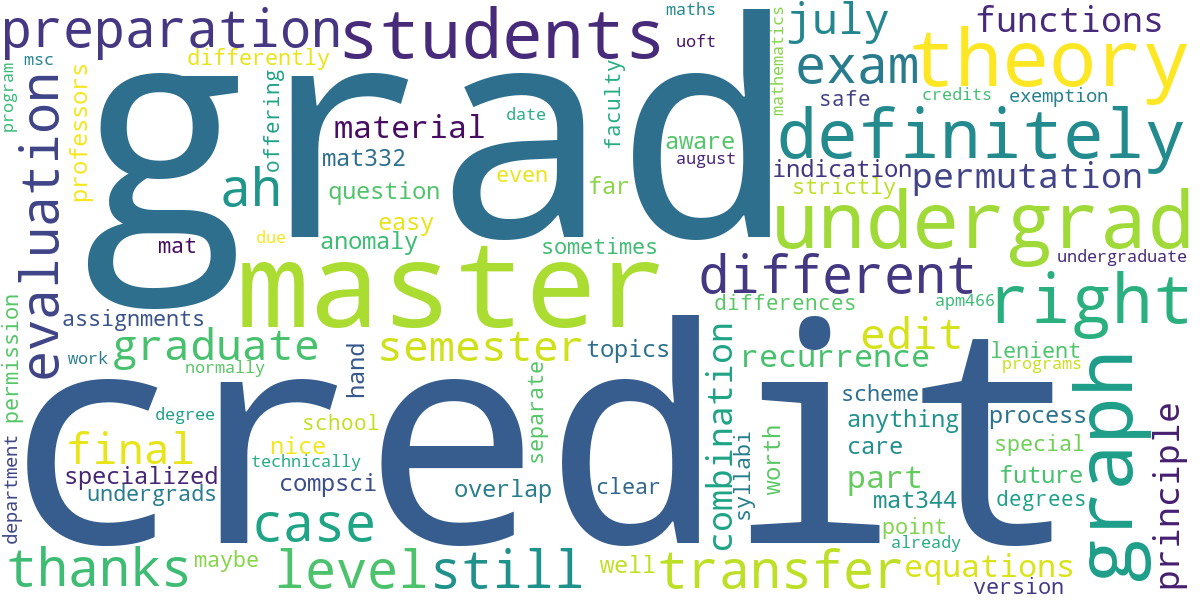 preparation
msc
program
differently
students
maths
uoft
july
functions
exam
theory
grad
professors
offering
faculty
mathematics
safe
credits
exemption
date
material
mat332
aware
august
definitely
indication
permutation
evaluation
ah
question
even
far
strictly
easy
undergrad
mat
due
anomaly
sometimes
undergraduate
master
different
right
permission
assignments
differences
apm466
graduate
semester
topics
edit
work
normally
hand
recurrence
lenient
programs
credit
combination
graph
degree
school
separate
scheme
anything
process
principle
department
final
nice
technically
specialized
undergrads
compsci
overlap
clear
syllabi
worth
care
special
part
future
mat344
degrees
case
point
already
thanks
maybe
level
still
well
transfer
equations
version